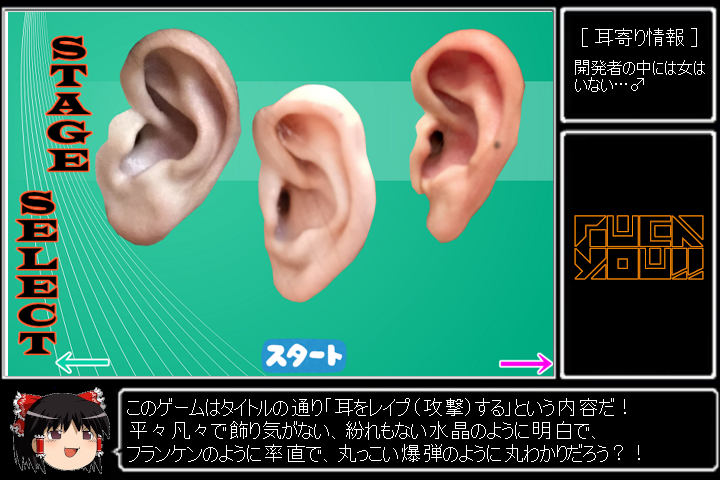 STAGE
SELECT
スタート
[ 耳寄り情報 ]
開発者の中には女は
いない…♂
FUCK
YOU!!
このゲームはタイトルの通り「耳をレイプ（攻撃）する」という内容だ！
平々凡々で飾り気がない、紛れもない水晶のように明白で、
フランケンのように率直で、丸っこい爆弾のように丸わかりだろう？！